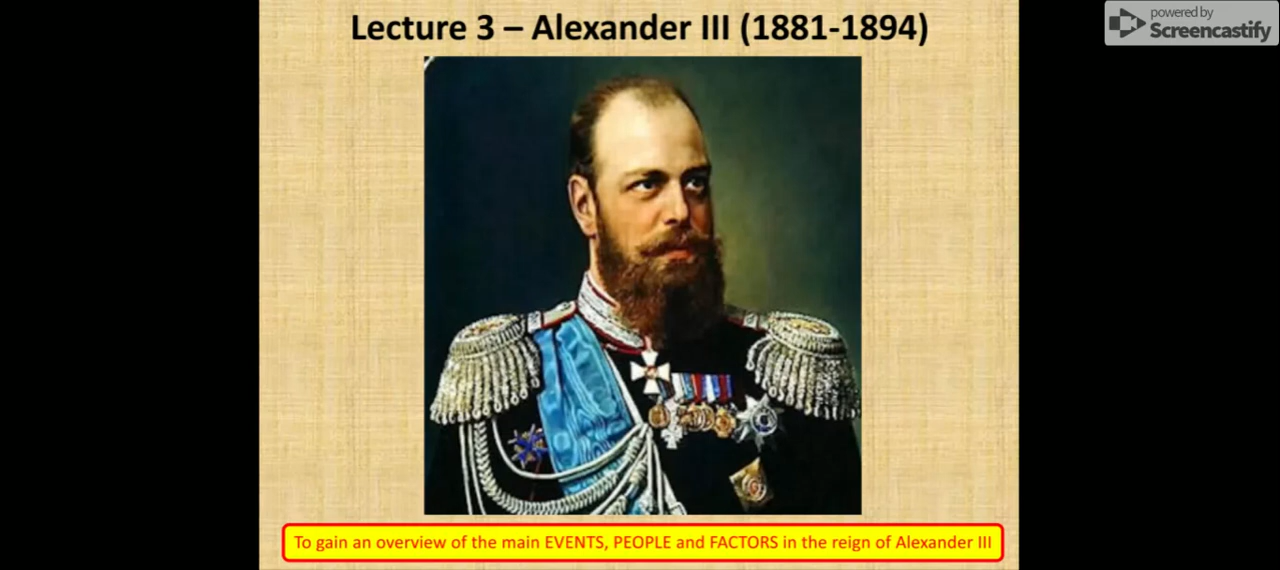 Lecture 3 – Alexander III (1881-1894)
powered by
Screencastify
To gain an overview of the main EVENTS, PEOPLE and FACTORS in the reign of Alexander III